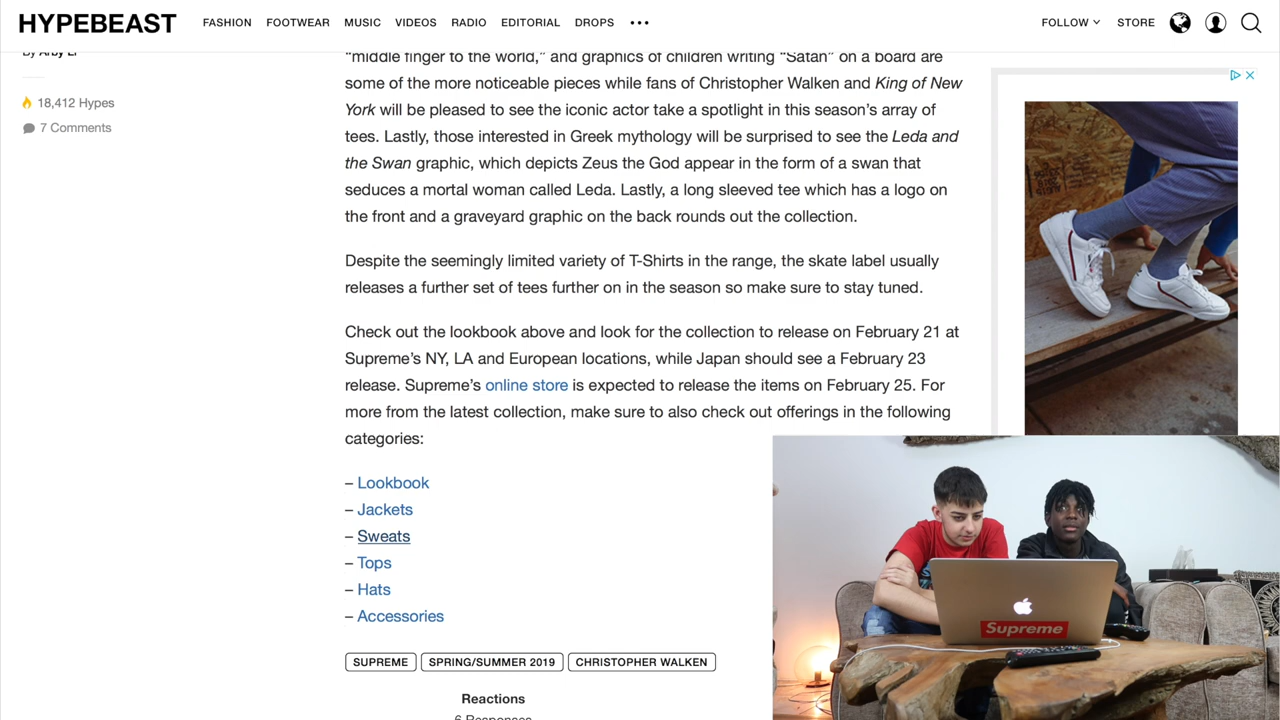 HYPEBEAST
FASHION FOOTWEAR MUSIC VIDEOS RADIO EDITORIAL DROPS •••
FOLLOW STORE
By Arby Li
18,412 Hypes
7 Comments
“middle finger to the world,” and graphics of children writing “Satan” on a board are
some of the more noticeable pieces while fans of Christopher Walken and King of New
York will be pleased to see the iconic actor take a spotlight in this season’s array of
tees. Lastly, those interested in Greek mythology will be surprised to see the Leda and
the Swan graphic, which depicts Zeus the God appear in the form of a swan that
seduces a mortal woman called Leda. Lastly, a long sleeved tee which has a logo on
the front and a graveyard graphic on the back rounds out the collection.
Despite the seemingly limited variety of T-Shirts in the range, the skate label usually
releases a further set of tees further on in the season so make sure to stay tuned.
Check out the lookbook above and look for the collection to release on February 21 at
Supreme’s NY, LA and European locations, while Japan should see a February 23
release. Supreme’s online store is expected to release the items on February 25. For
more from the latest collection, make sure to also check out offerings in the following
categories:
– Lookbook
– Jackets
– Sweats
– Tops
– Hats
– Accessories
SUPREME SPRING/SUMMER 2019 CHRISTOPHER WALKEN
Reactions
6 Responses
Supreme